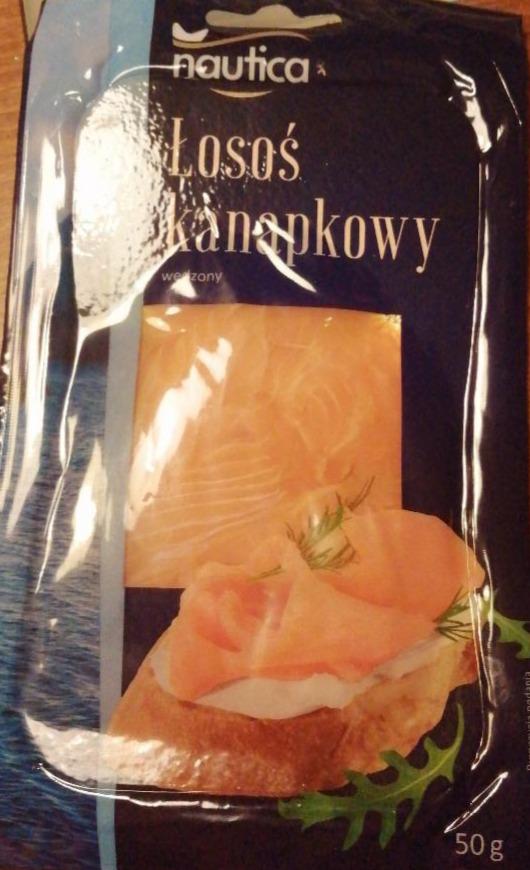 nautica
Łosoś
kanapkowy
wędzony
50 g